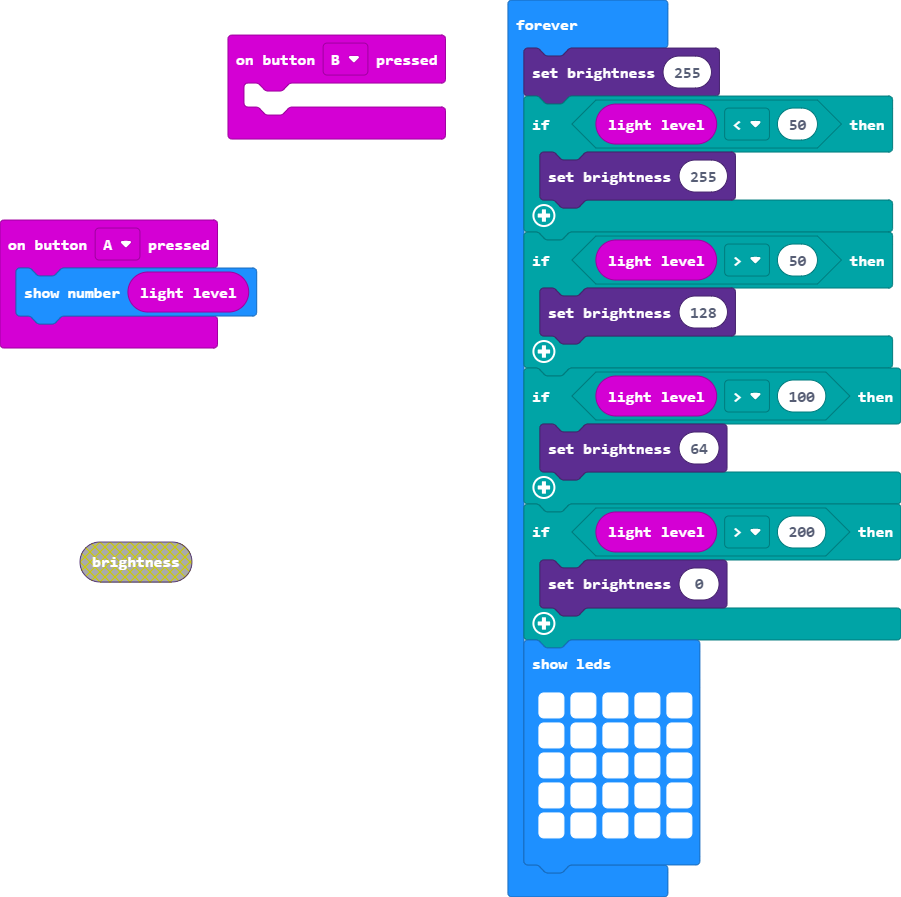 on button B pressed
on button A pressed
show number light level
brightness
forever
set brightness 255
if light level < 50 then
set brightness 255
if light level > 50 then
set brightness 128
if light level > 100 then
set brightness 64
if light level > 200 then
set brightness 0
show leds